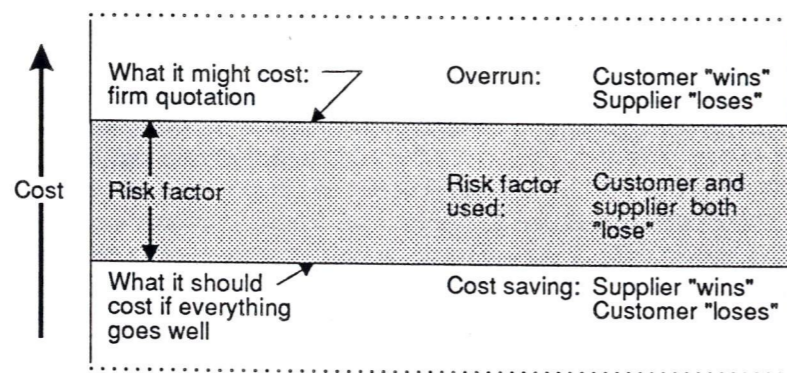 What it might cost:
firm quotation
Overrun:
Customer "wins"
Supplier "loses"
Cost
Risk factor
Risk factor
used:
Customer and
supplier both
"lose"
What it should
cost if everything
goes well
Cost saving:
Supplier "wins"
Customer "loses"